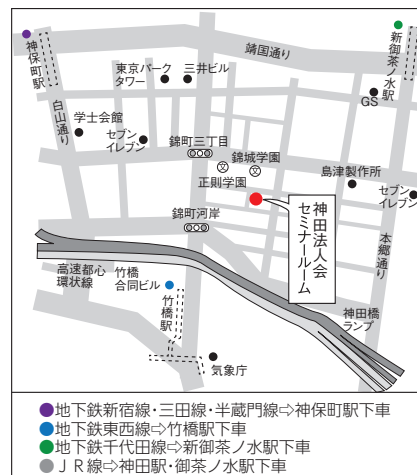 神保町駅
靖国通り
新御茶ノ水駅
東京パーク
タワー
三井ビル
白山通り
学士会館
セブン
イレブン
GS
錦町三丁目
錦城学園
文
文
正則学園
島津製作所
セブン
イレブン
錦町河岸
神田法人会
セミナールーム
本郷通り
高速都心
環状線
竹橋
合同ビル
竹橋駅
神田橋
ランプ
気象庁
●地下鉄新宿線・三田線・半蔵門線⇨神保町駅下車
●地下鉄東西線⇨竹橋駅下車
●地下鉄千代田線⇨新御茶ノ水駅下車
●ＪＲ線⇨神田駅・御茶ノ水駅下車